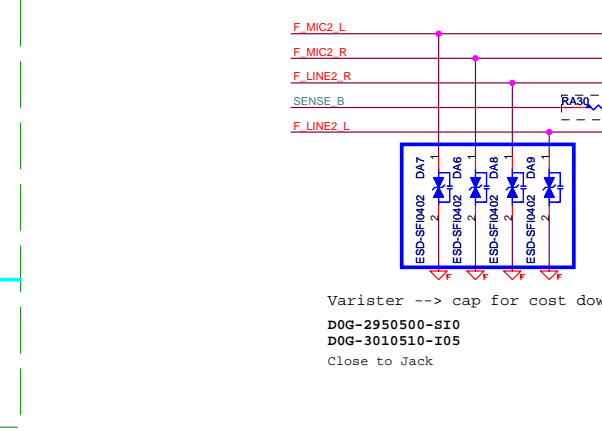 F_MIC2_L
F_MIC2_R
F_LINE2_R
SENSE_B
RA30
F_LINE2_L
DA7
DA6
DA8
DA9
1
1
1
1
2
2
2
2
ESD-SFI0402
ESD-SFI0402
ESD-SFI0402
ESD-SFI0402
F
F
F
F
Varister --> cap for cost dow
D0G-2950500-SI0
D0G-3010510-I05
Close to Jack